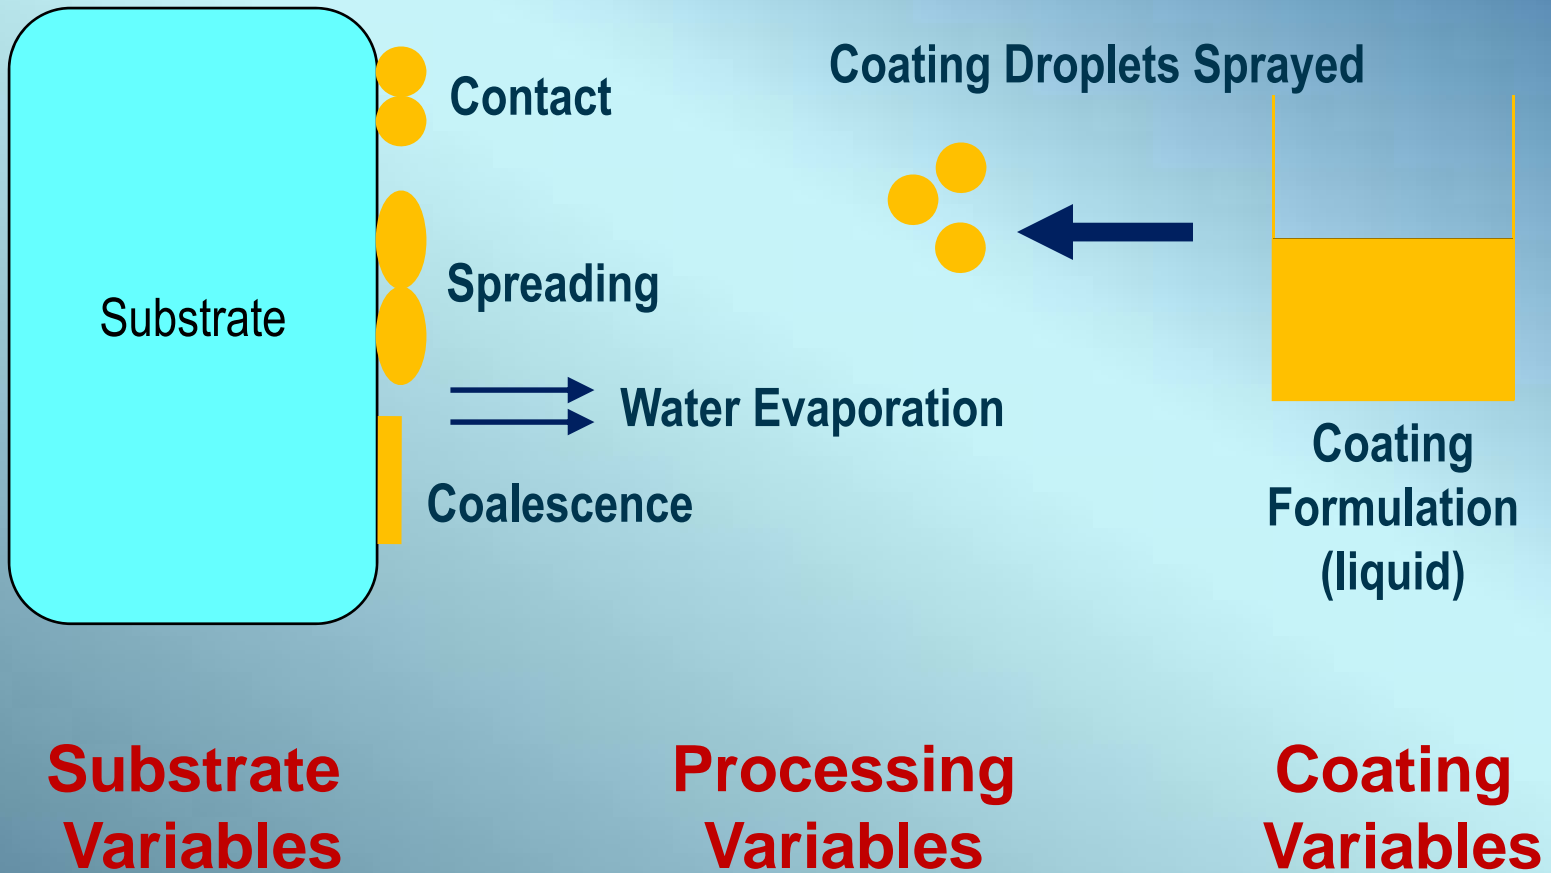 Coating Droplets Sprayed
Contact
Spreading
Substrate
Water Evaporation
Coalescence
Coating
Formulation
(liquid)
Substrate
Variables
Processing
Variables
Coating
Variables